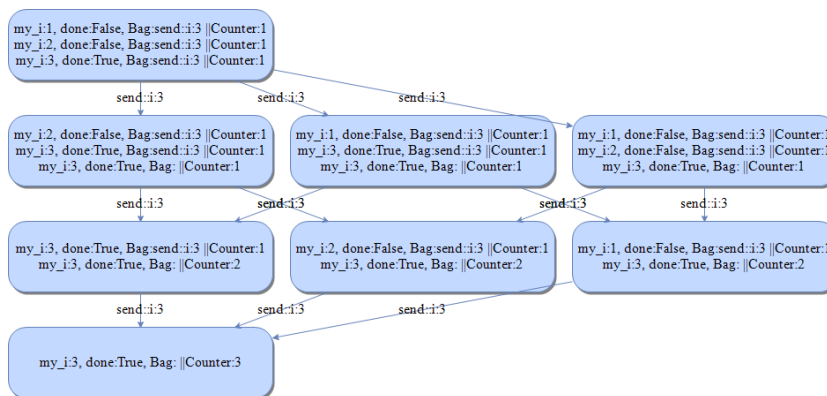 my_i:1, done:False, Bag:send::i:3 ||Counter:1
my_i:2, done:False, Bag:send::i:3 ||Counter:1
my_i:3, done:True, Bag:send::i:3 ||Counter:1
send::i:3
send::i:3
send::i:3
my_i:2, done:False, Bag:send::i:3 ||Counter:1
my_i:3, done:True, Bag:send::i:3 ||Counter:1
my_i:3, done:True, Bag: ||Counter:1
my_i:1, done:False, Bag:send::i:3 ||Counter:1
my_i:3, done:True, Bag:send::i:3 ||Counter:1
my_i:3, done:True, Bag: ||Counter:1
my_i:1, done:False, Bag:send::i:3 ||Counter:1
my_i:2, done:False, Bag:send::i:3 ||Counter:1
my_i:3, done:True, Bag: ||Counter:1
send::i:3
send::i:3
send::i:3
send::i:3
my_i:3, done:True, Bag:send::i:3 ||Counter:1
my_i:3, done:True, Bag: ||Counter:2
my_i:2, done:False, Bag:send::i:3 ||Counter:1
my_i:3, done:True, Bag: ||Counter:2
my_i:1, done:False, Bag:send::i:3 ||Counter:1
my_i:3, done:True, Bag: ||Counter:2
send::i:3
send::i:3
send::i:3
my_i:3, done:True, Bag: ||Counter:3